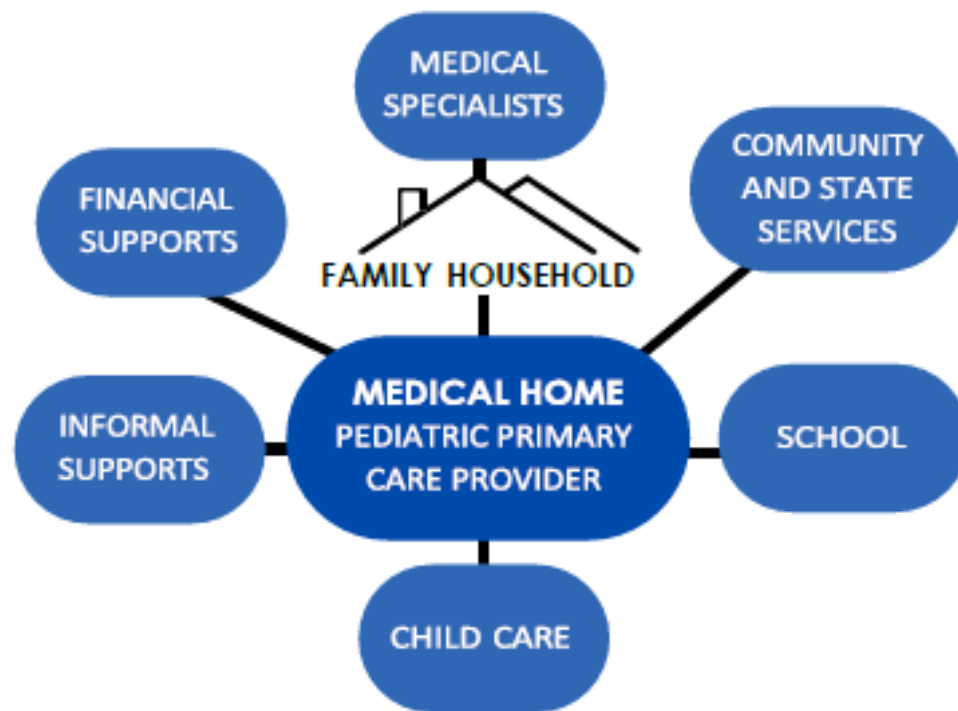 MEDICAL
SPECIALISTS
COMMUNITY
AND STATE
SERVICES
FINANCIAL
SUPPORTS
FAMILY HOUSEHOLD
MEDICAL HOME
PEDIATRIC PRIMARY
CARE PROVIDER
INFORMAL
SUPPORTS
SCHOOL
CHILD CARE